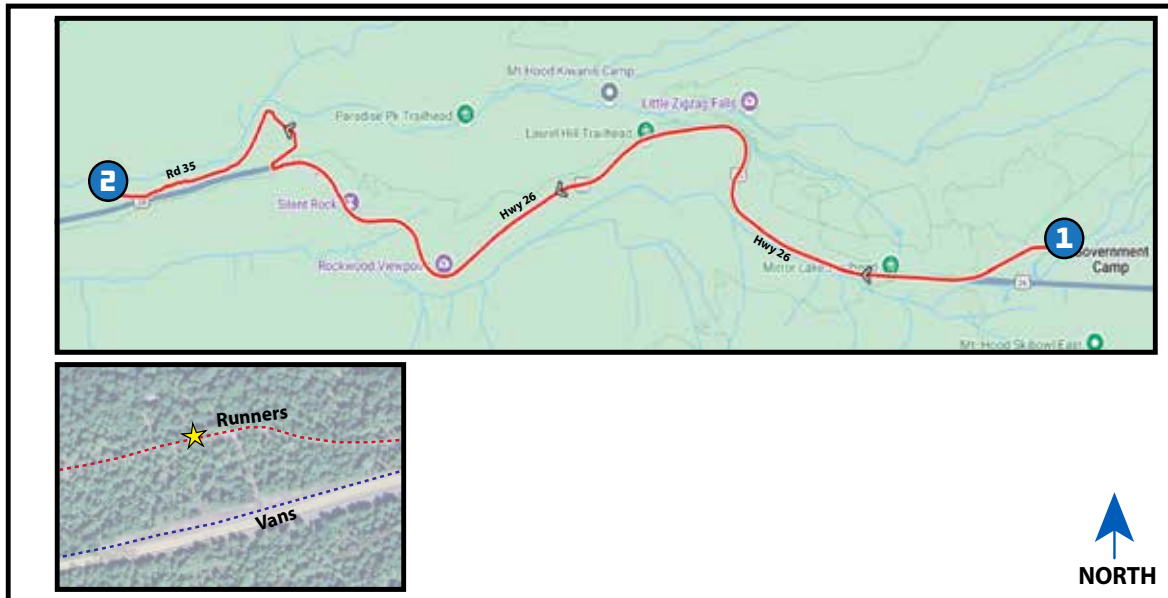 Mt Hood Kiwanis Camp
Little Zigzag Falls
Paradise Pk Trailhead
Laurel Hill Trailhead
2
Rd 35
Silent Rock
Hwy 26
Rockwood Viewpoi
Hwy 26
Mirror Lake
1
Government
Camp
26
Mt. Hood Skibowl East
Runners
Vans
NORTH